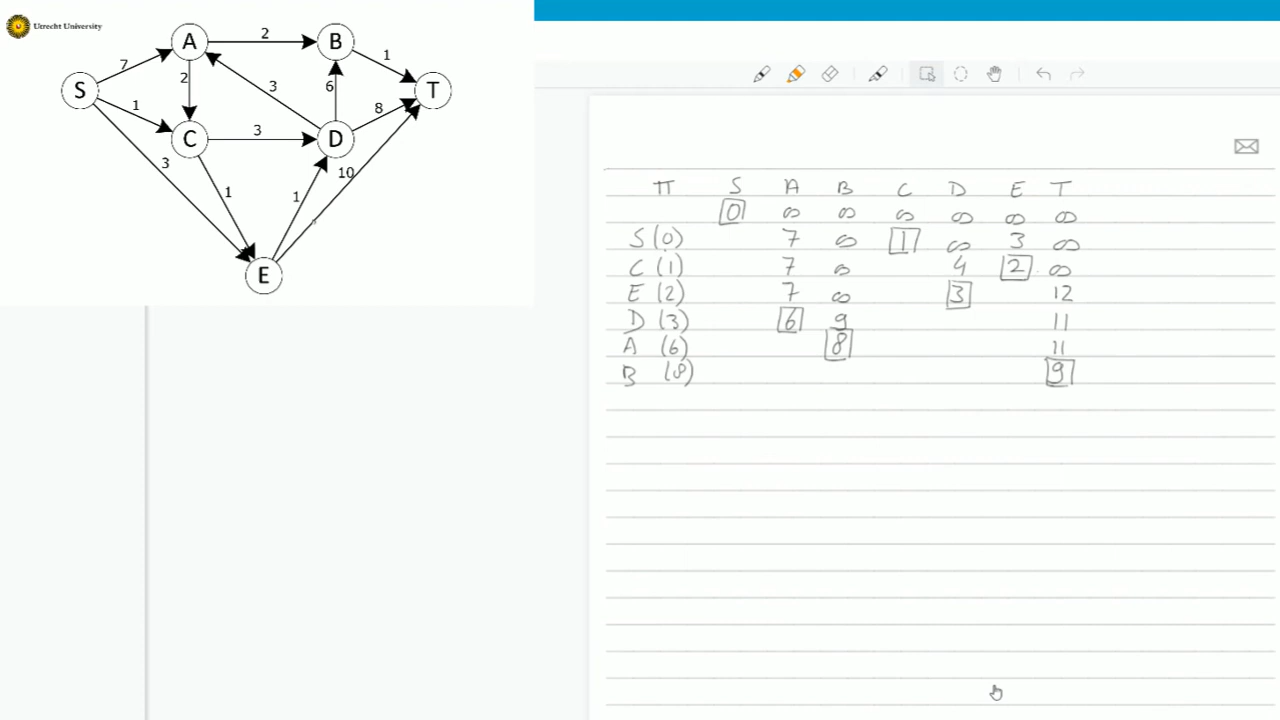 Utrecht University
A 2 B
7 2 3 6 1
S 1 8 T
C 3 D
3 1 1 10
E
π S A B C D E T
0 ∞ ∞ ∞ ∞ ∞ ∞
S (0) 7 ∞ 1 ∞ 3 ∞
C (1) 7 ∞ 4 2 ∞
E (2) 7 ∞ 3 12
D (3) 6 9 11
A (6) 8 11
B (8) 9